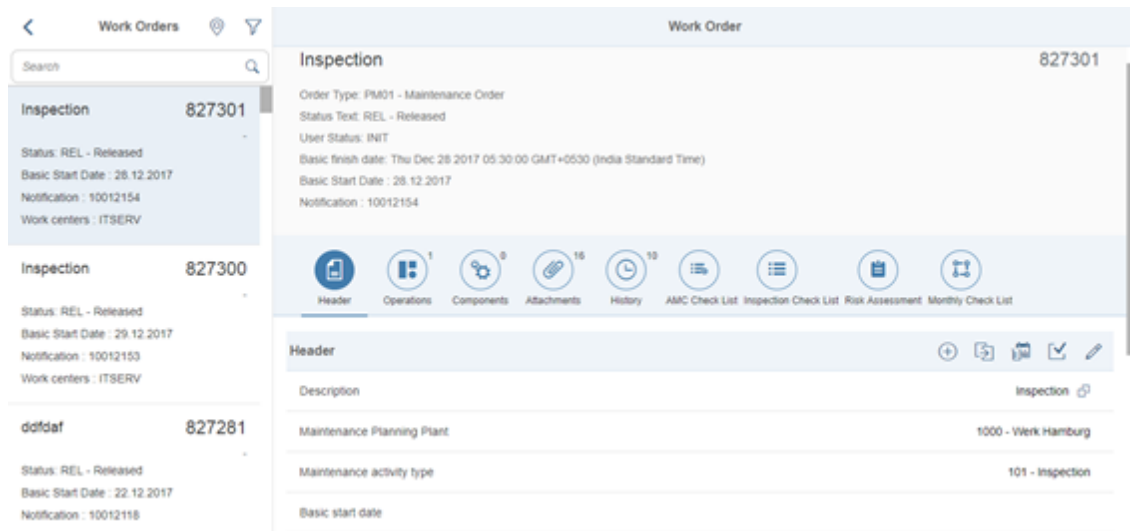 Work Orders
Search
Inspection 827301
-
Status: REL - Released
Basic Start Date : 28.12.2017
Notification : 10012154
Work centers : ITSERV
Inspection 827300
-
Status: REL - Released
Basic Start Date : 29.12.2017
Notification : 10012153
Work centers : ITSERV
ddfdaf 827281
-
Status: REL - Released
Basic Start Date : 22.12.2017
Notification : 10012118
Work Order
Inspection 827301
Order Type: PM01 - Maintenance Order
Status Text: REL - Released
User Status: INIT
Basic finish date: Thu Dec 28 2017 05:30:00 GMT+0530 (India Standard Time)
Basic Start Date : 28.12.2017
Notification : 10012154
1 0 16 10
Header Operations Components Attachments History AMC Check List Inspection Check List Risk Assessment Monthly Check List
Header
Description Inspection
Maintenance Planning Plant 1000 - Werk Hamburg
Maintenance activity type 101 - Inspection
Basic start date